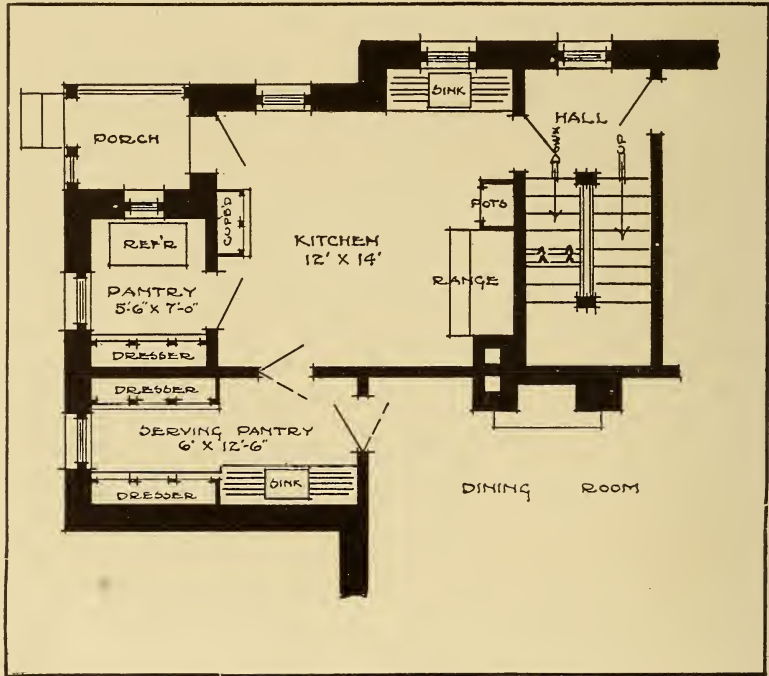 SINK
HALL
PORCH
DOWN
UP
CUPB'D
POTS
REF'R
KITCHEN
12' X 14'
RANGE
PANTRY
5'-6" X 7'-0"
DRESSER
DRESSER
SERVING PANTRY
6' X 12'-6"
SINK
DRESSER
DINING ROOM